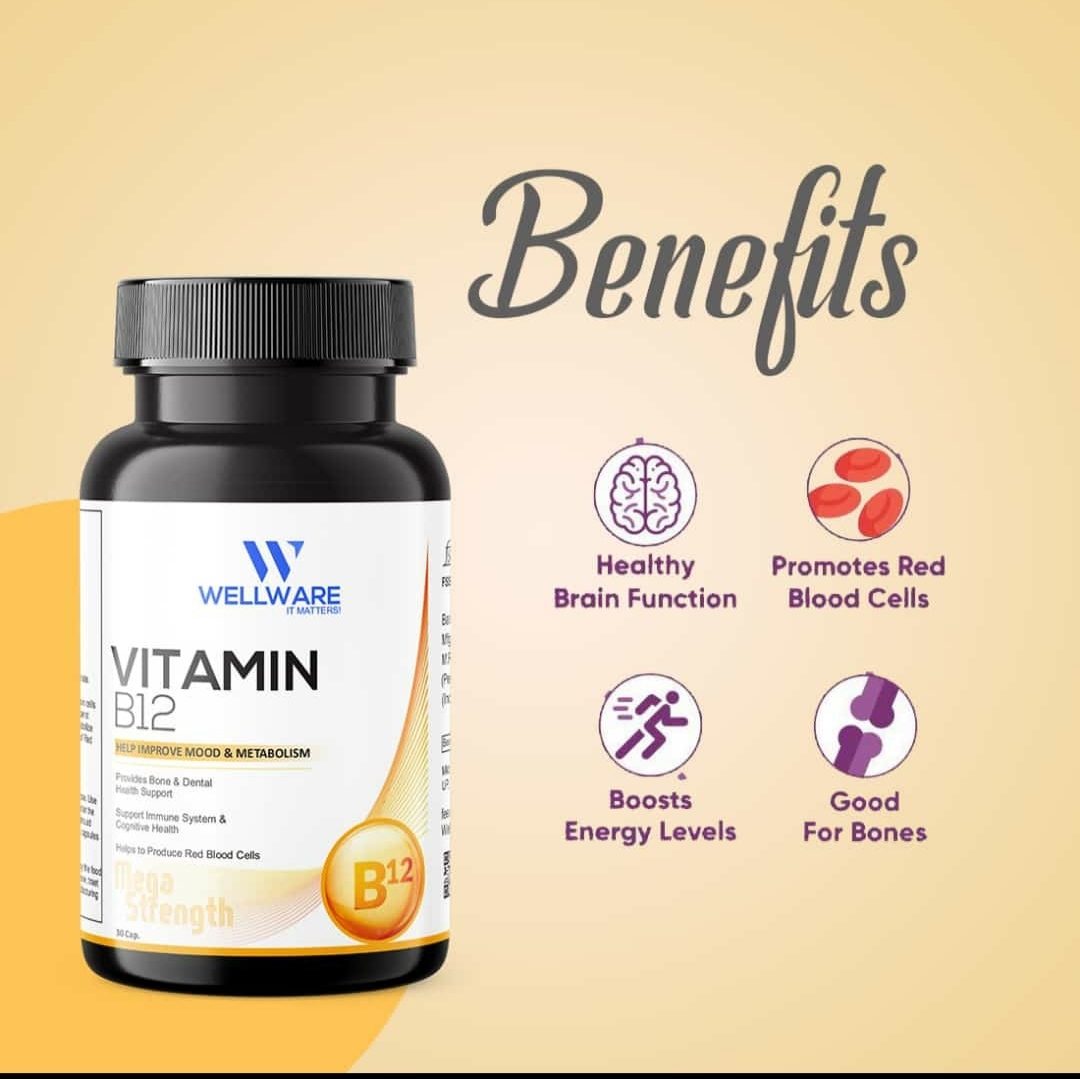 Benefits
Healthy
Brain Function
Promotes Red
Blood Cells
Boosts
Energy Levels
Good
For Bones
W
WELLWARE
IT MATTERS!
VITAMIN
B12
HELP IMPROVE MOOD & METABOLISM
Provides Bone & Dental
Health Support
Support Immune System &
Cognitive Health
Helps to Produce Red Blood Cells
Mega
Strength
30 Cap.
B12